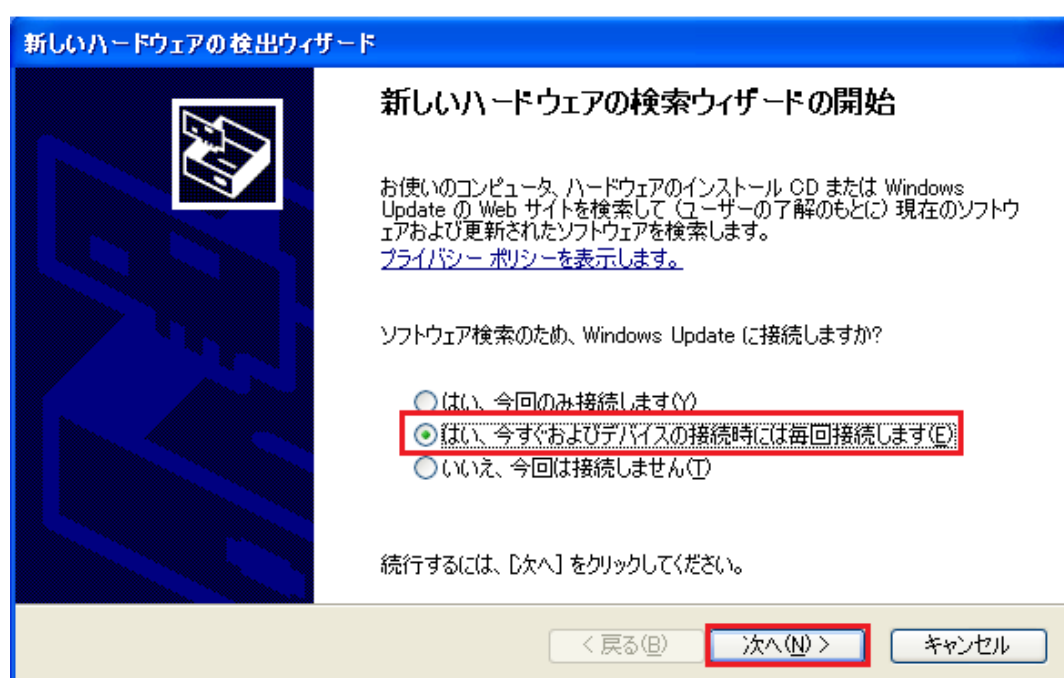 新しいハードウェアの検出ウィザード
新しいハードウェアの検索ウィザードの開始
お使いのコンピュータ、ハードウェアのインストール CD または Windows
Update の Web サイトを検索して (ユーザーの了解のもとに) 現在のソフトウ
ェアおよび更新されたソフトウェアを検索します。
プライバシー ポリシーを表示します。
ソフトウェア検索のため、Windows Update に接続しますか?
はい、今回のみ接続します(Y)
はい、今すぐおよびデバイスの接続時には毎回接続します(E)
いいえ、今回は接続しません(T)
続行するには、[次へ] をクリックしてください。
< 戻る(B) 次へ(N) > キャンセル